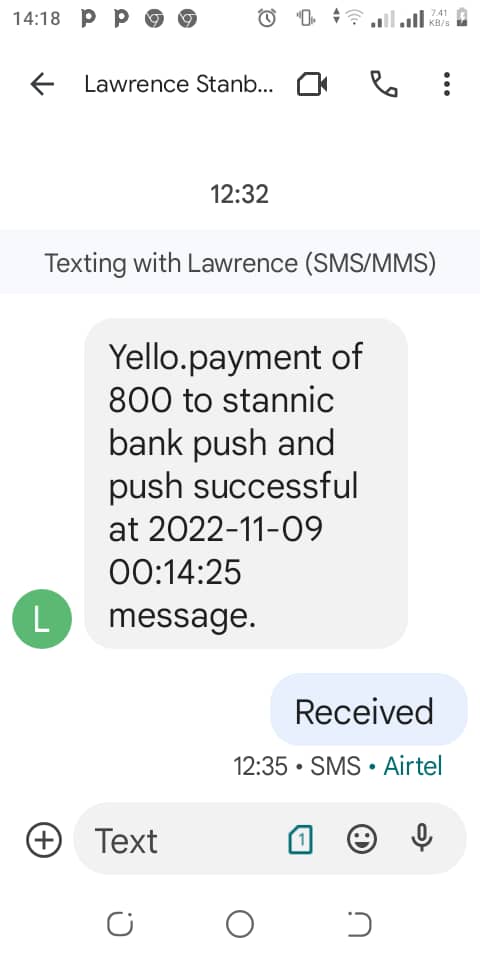 14:18 P P 7.41 KB/s
Lawrence Stanb...
12:32
Texting with Lawrence (SMS/MMS)
Yello.payment of
800 to stannic
bank push and
push successful
at 2022-11-09
00:14:25
message.
L
Received
12:35 • SMS • Airtel
Text 1